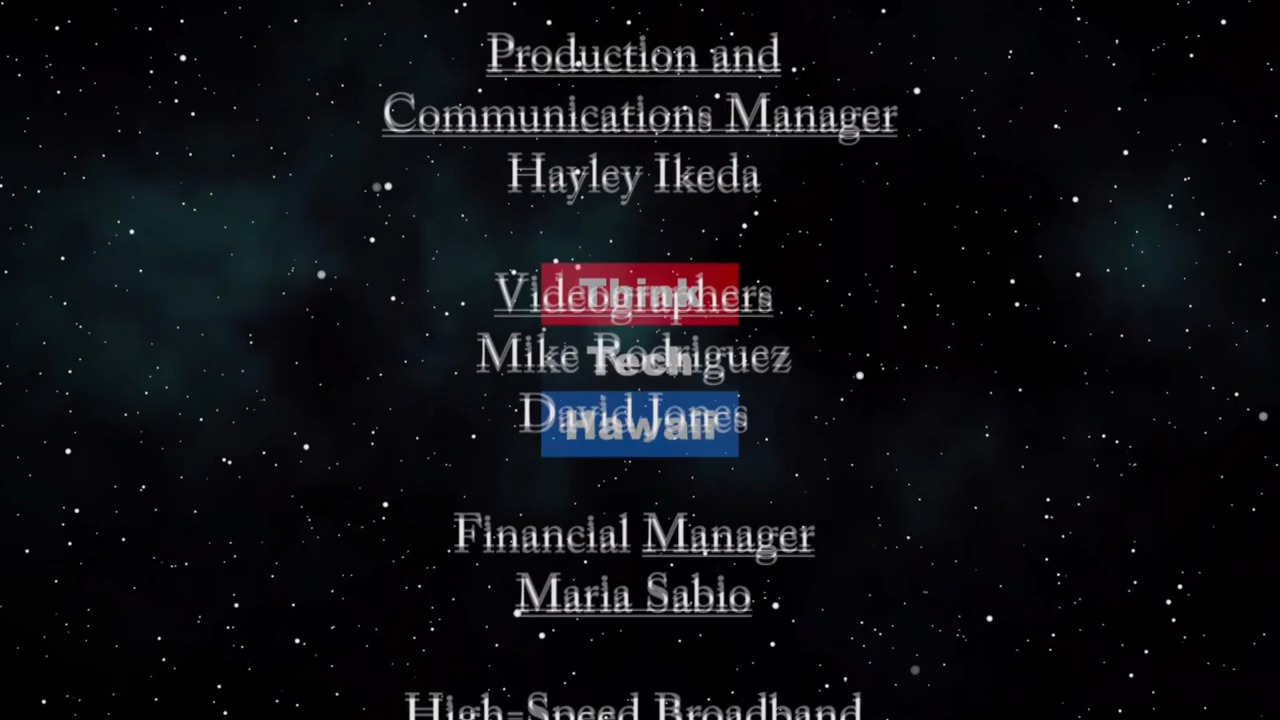 Production and
Communications Manager
Hayley Ikeda
Think
Videographers
Tech
Mike Rodriguez
Hawaii
David Jones
Financial Manager
Maria Sabio
High-Speed Broadband